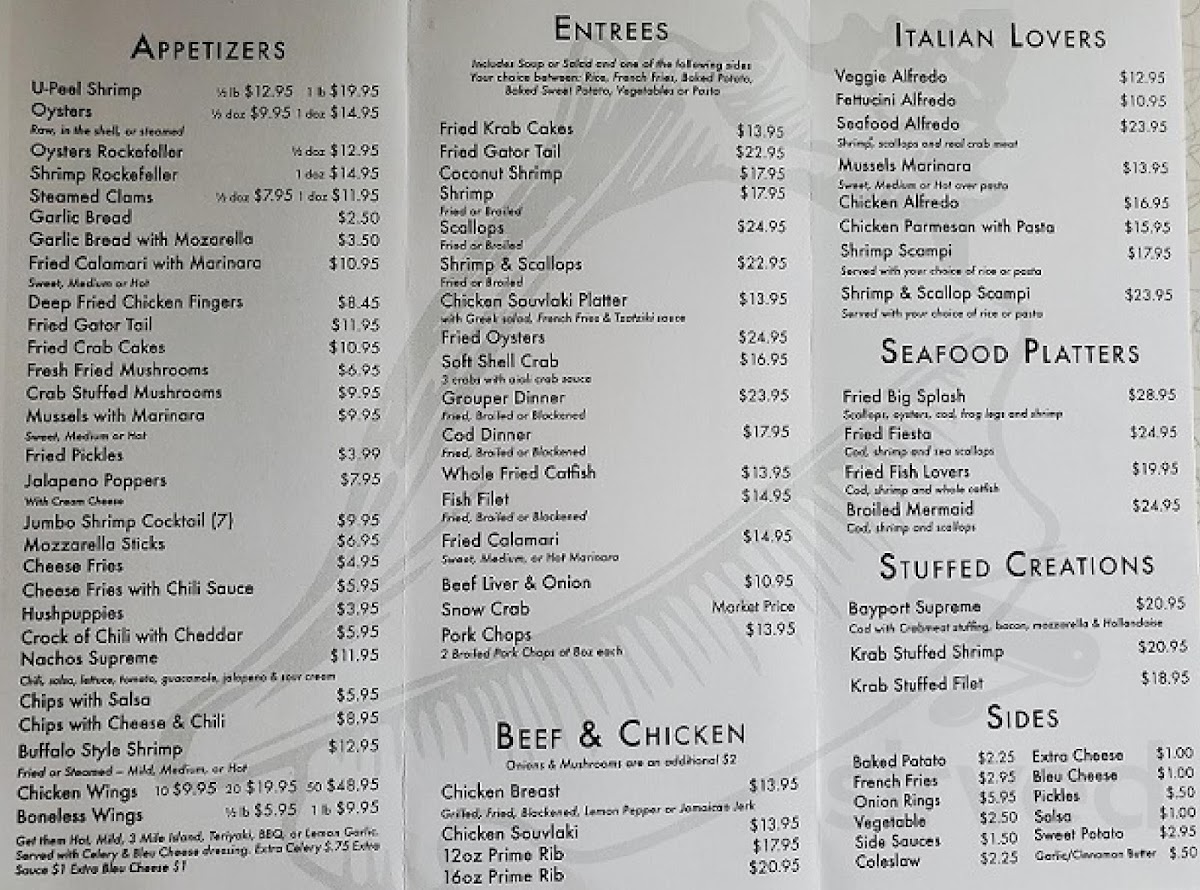 APPETIZERS
U-Peel Shrimp ½ lb $12.95 1 lb $19.95
Oysters ½ doz $9.95 1 doz $14.95
Raw, in the shell, or steamed
Oysters Rockefeller ½ doz $12.95
Shrimp Rockefeller 1 doz $14.95
Steamed Clams ½ doz $7.95 1 doz $11.95
Garlic Bread $2.50
Garlic Bread with Mozarella $3.50
Fried Calamari with Marinara $10.95
Sweet, Medium or Hot
Deep Fried Chicken Fingers $8.45
Fried Gator Tail $11.95
Fried Crab Cakes $10.95
Fresh Fried Mushrooms $6.95
Crab Stuffed Mushrooms $9.95
Mussels with Marinara $9.95
Sweet, Medium or Hot
Fried Pickles $3.99
Jalapeno Poppers $7.95
With Cream Cheese
Jumbo Shrimp Cocktail (7) $9.95
Mozzarella Sticks $6.95
Cheese Fries $4.95
Cheese Fries with Chili Sauce $5.95
Hushpuppies $3.95
Crock of Chili with Cheddar $5.95
Nachos Supreme $11.95
Chili, salsa, lettuce, tomato, guacamole, jalapeno & sour cream
Chips with Salsa $5.95
Chips with Cheese & Chili $8.95
Buffalo Style Shrimp $12.95
Fried or Steamed – Mild, Medium, or Hot
Chicken Wings 10 $9.95 20 $19.95 50 $48.95
Boneless Wings ½ lb $5.95 1 lb $9.95
Get them Hot, Mild, 3 Mile Island, Teriyaki, BBQ, or Lemon Garlic.
Served with Celery & Bleu Cheese dressing. Extra Celery $.75 Extra
Sauce $1 Extra Bleu Cheese $1
ENTREES
Includes Soup or Salad and one of the following sides
Your choice between: Rice, French Fries, Baked Potato,
Baked Sweet Potato, Vegetables or Pasta
Fried Krab Cakes $13.95
Fried Gator Tail $22.95
Coconut Shrimp $17.95
Shrimp $17.95
Fried or Broiled
Scallops $24.95
Fried or Broiled
Shrimp & Scallops $22.95
Fried or Broiled
Chicken Souvlaki Platter $13.95
with Greek salad, French Fries & Tzatziki sauce
Fried Oysters $24.95
Soft Shell Crab $16.95
3 crabs with aioli crab sauce
Grouper Dinner $23.95
Fried, Broiled or Blackened
Cod Dinner $17.95
Fried, Broiled or Blackened
Whole Fried Catfish $13.95
Fish Filet $14.95
Fried, Broiled or Blackened
Fried Calamari $14.95
Sweet, Medium, or Hot Marinara
Beef Liver & Onion $10.95
Snow Crab Market Price
Pork Chops $13.95
2 Broiled Pork Chops of 8oz each
BEEF & CHICKEN
Onions & Mushrooms are an additional $2
Chicken Breast $13.95
Grilled, Fried, Blackened, Lemon Pepper or Jamaican Jerk
Chicken Souvlaki $13.95
12oz Prime Rib $17.95
16oz Prime Rib $20.95
ITALIAN LOVERS
Veggie Alfredo $12.95
Fettucini Alfredo $10.95
Seafood Alfredo $23.95
Shrimp, scallops and real crab meat
Mussels Marinara $13.95
Sweet, Medium or Hot over pasta
Chicken Alfredo $16.95
Chicken Parmesan with Pasta $15.95
Shrimp Scampi $17.95
Served with your choice of rice or pasta
Shrimp & Scallop Scampi $23.95
Served with your choice of rice or pasta
SEAFOOD PLATTERS
Fried Big Splash $28.95
Scallops, oysters, cod, frog legs and shrimp
Fried Fiesta $24.95
Cod, shrimp and sea scallops
Fried Fish Lovers $19.95
Cod, shrimp and whole catfish
Broiled Mermaid $24.95
Cod, shrimp and scallops
STUFFED CREATIONS
Bayport Supreme $20.95
Cod with Crabmeat stuffing, bacon, mozzarella & Hollandaise
Krab Stuffed Shrimp $20.95
Krab Stuffed Filet $18.95
SIDES
Baked Potato $2.25 Extra Cheese $1.00
French Fries $2.95 Bleu Cheese $1.00
Onion Rings $5.95 Pickles $.50
Vegetable $2.50 Salsa $1.00
Side Sauces $1.50 Sweet Potato $2.95
Coleslaw $2.25 Garlic/Cinnamon Butter $.50